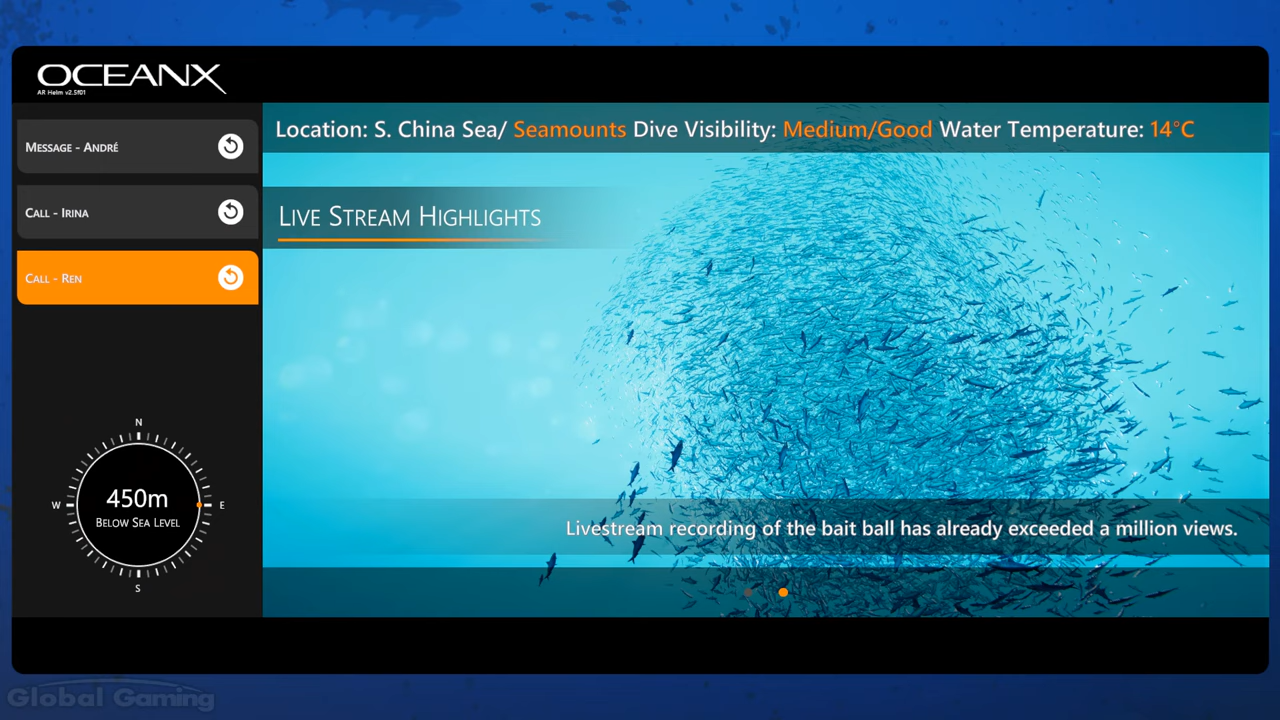 OCEANX
AR Helm v2.5f01
Location: S. China Sea/ Seamounts Dive Visibility: Medium/Good Water Temperature: 14°C
Message - André
Call - Irina
Call - Ren
Live Stream Highlights
N
W
E
S
450m
Below Sea Level
Livestream recording of the bait ball has already exceeded a million views.
Global Gaming